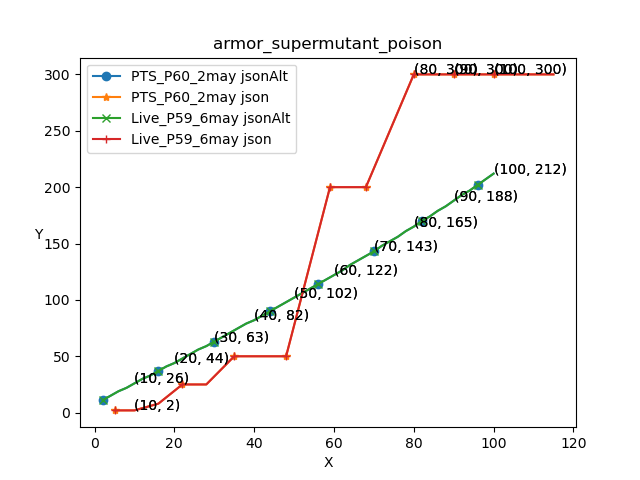 armor_supermutant_poison
PTS_P60_2may jsonAlt
PTS_P60_2may json
Live_P59_6may jsonAlt
Live_P59_6may json
300
250
200
150
100
50
0
Y
(80, 300)
(90, 300)
(100, 300)
(100, 212)
(90, 188)
(80, 165)
(70, 143)
(60, 122)
(50, 102)
(40, 82)
(30, 63)
(20, 44)
(10, 26)
(10, 2)
0 20 40 60 80 100 120
X